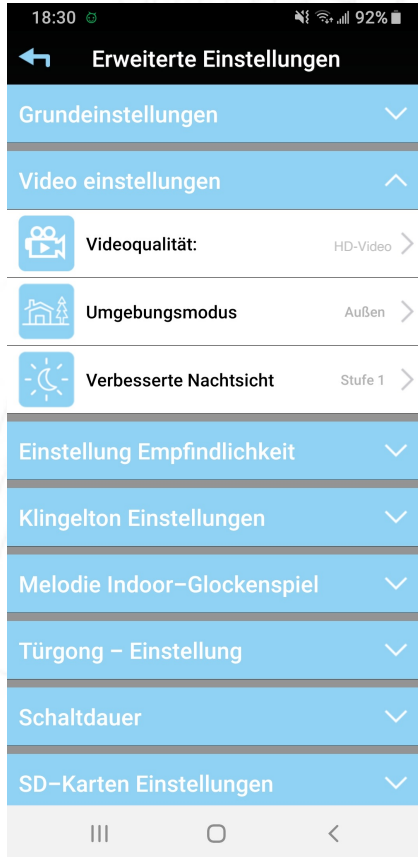 18:30 92%
Erweiterte Einstellungen
Grundeinstellungen
Video einstellungen
Videoqualität: HD-Video
Umgebungsmodus Außen
Verbesserte Nachtsicht Stufe 1
Einstellung Empfindlichkeit
Klingelton Einstellungen
Melodie Indoor-Glockenspiel
Türgong - Einstellung
Schaltdauer
SD-Karten Einstellungen